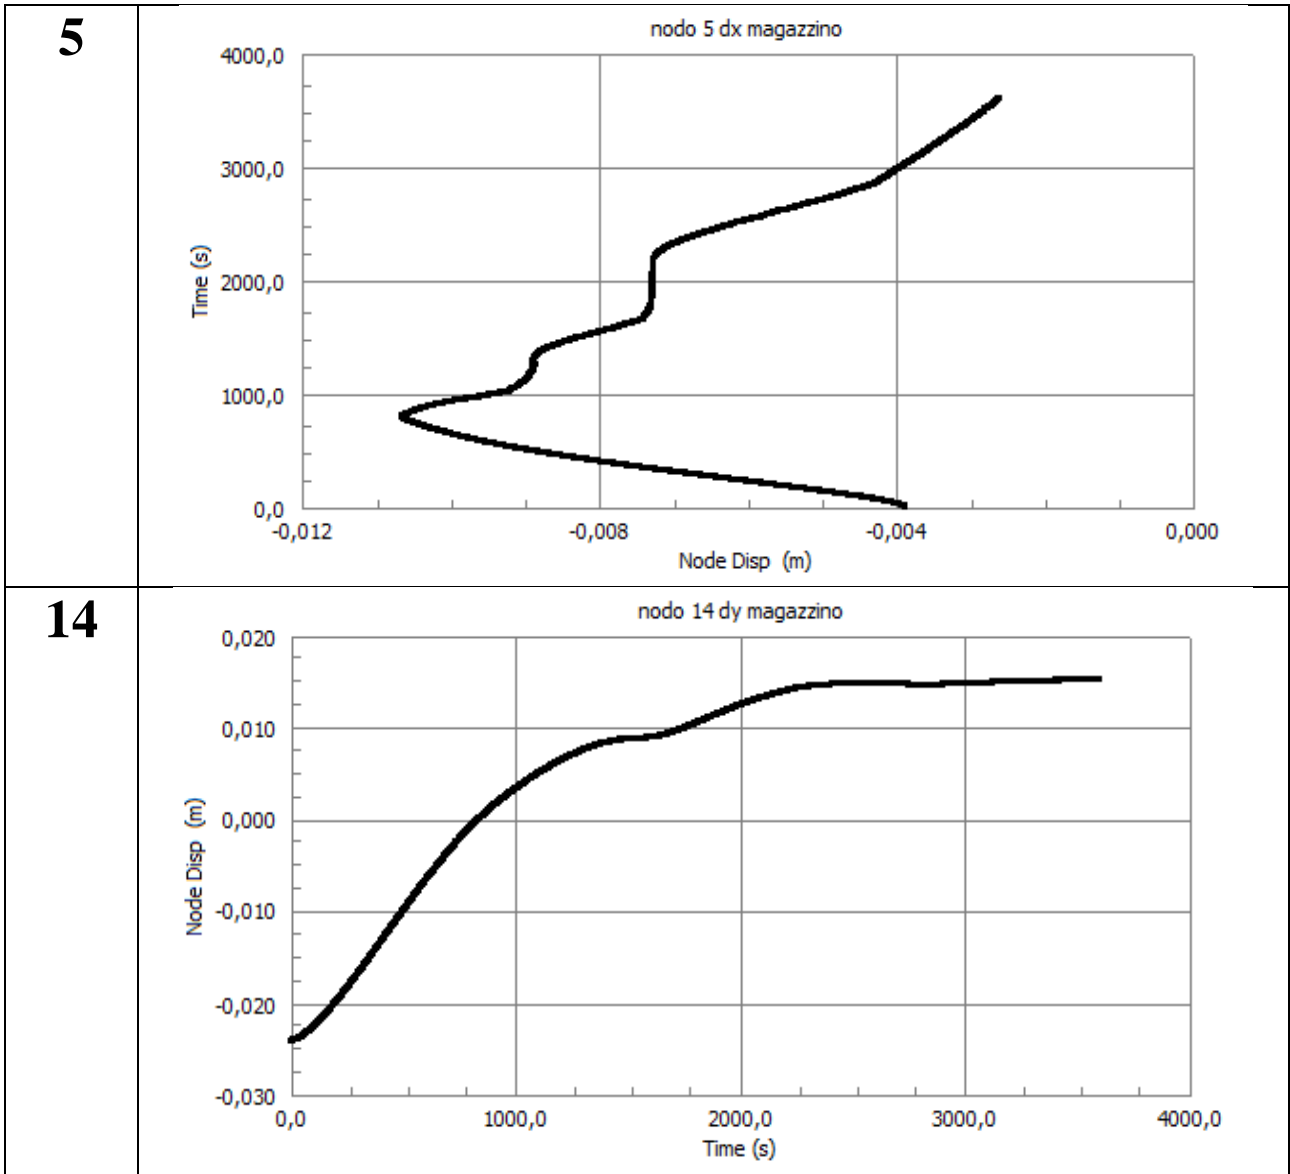 5
nodo 5 dx magazzino
4000,0
3000,0
2000,0
1000,0
0,0
Time (s)
-0,012 -0,008 -0,004 0,000
Node Disp (m)
14
nodo 14 dy magazzino
0,020
0,010
0,000
-0,010
-0,020
-0,030
Node Disp (m)
0,0 1000,0 2000,0 3000,0 4000,0
Time (s)